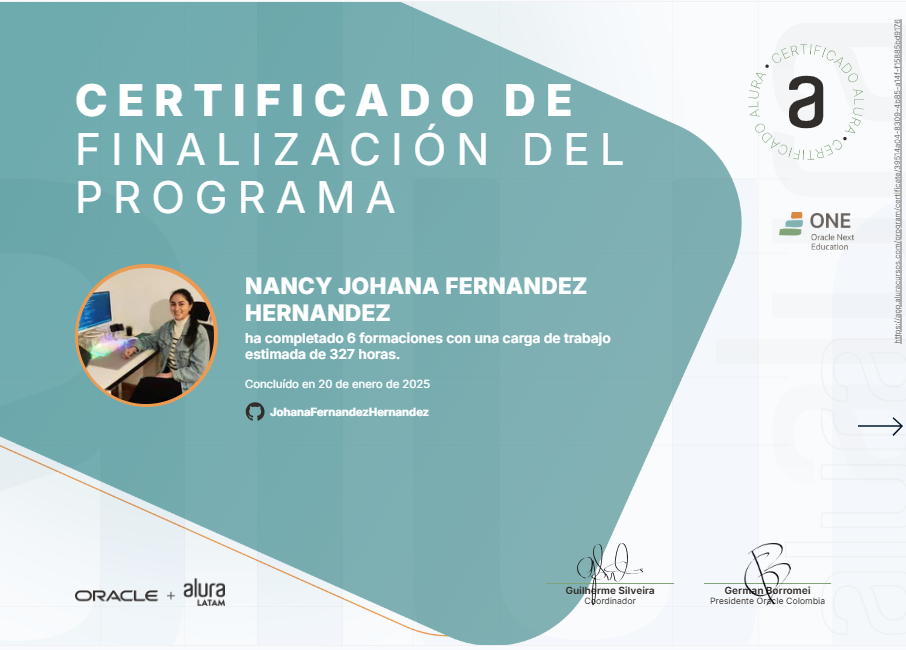 CERTIFICADO DE
FINALIZACIÓN DEL
PROGRAMA
CERTIFICADO ALURA • CERTIFICADO ALURA •
a
ONE
Oracle Next
Education
NANCY JOHANA FERNANDEZ
HERNANDEZ
ha completado 6 formaciones con una carga de trabajo
estimada de 327 horas.
Concluído en 20 de enero de 2025
JohanaFernandezHernandez
ORACLE + alura
LATAM
Guilherme Silveira
Coordinador
German Borromei
Presidente Oracle Colombia
alura